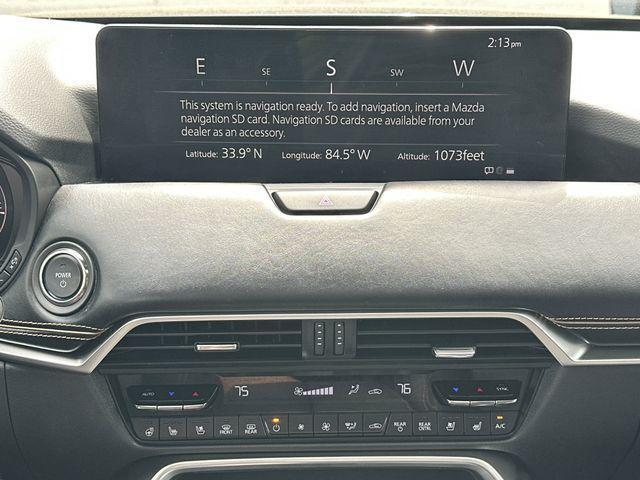 2:13pm
E SE S SW W
This system is navigation ready. To add navigation, insert a Mazda
navigation SD card. Navigation SD cards are available from your
dealer as an accessory.
Latitude: 33.9° N Longitude: 84.5° W Altitude: 1073feet
POWER
AUTO 75 76 SYNC
FRONT REAR REAR REAR CNTRL A/C